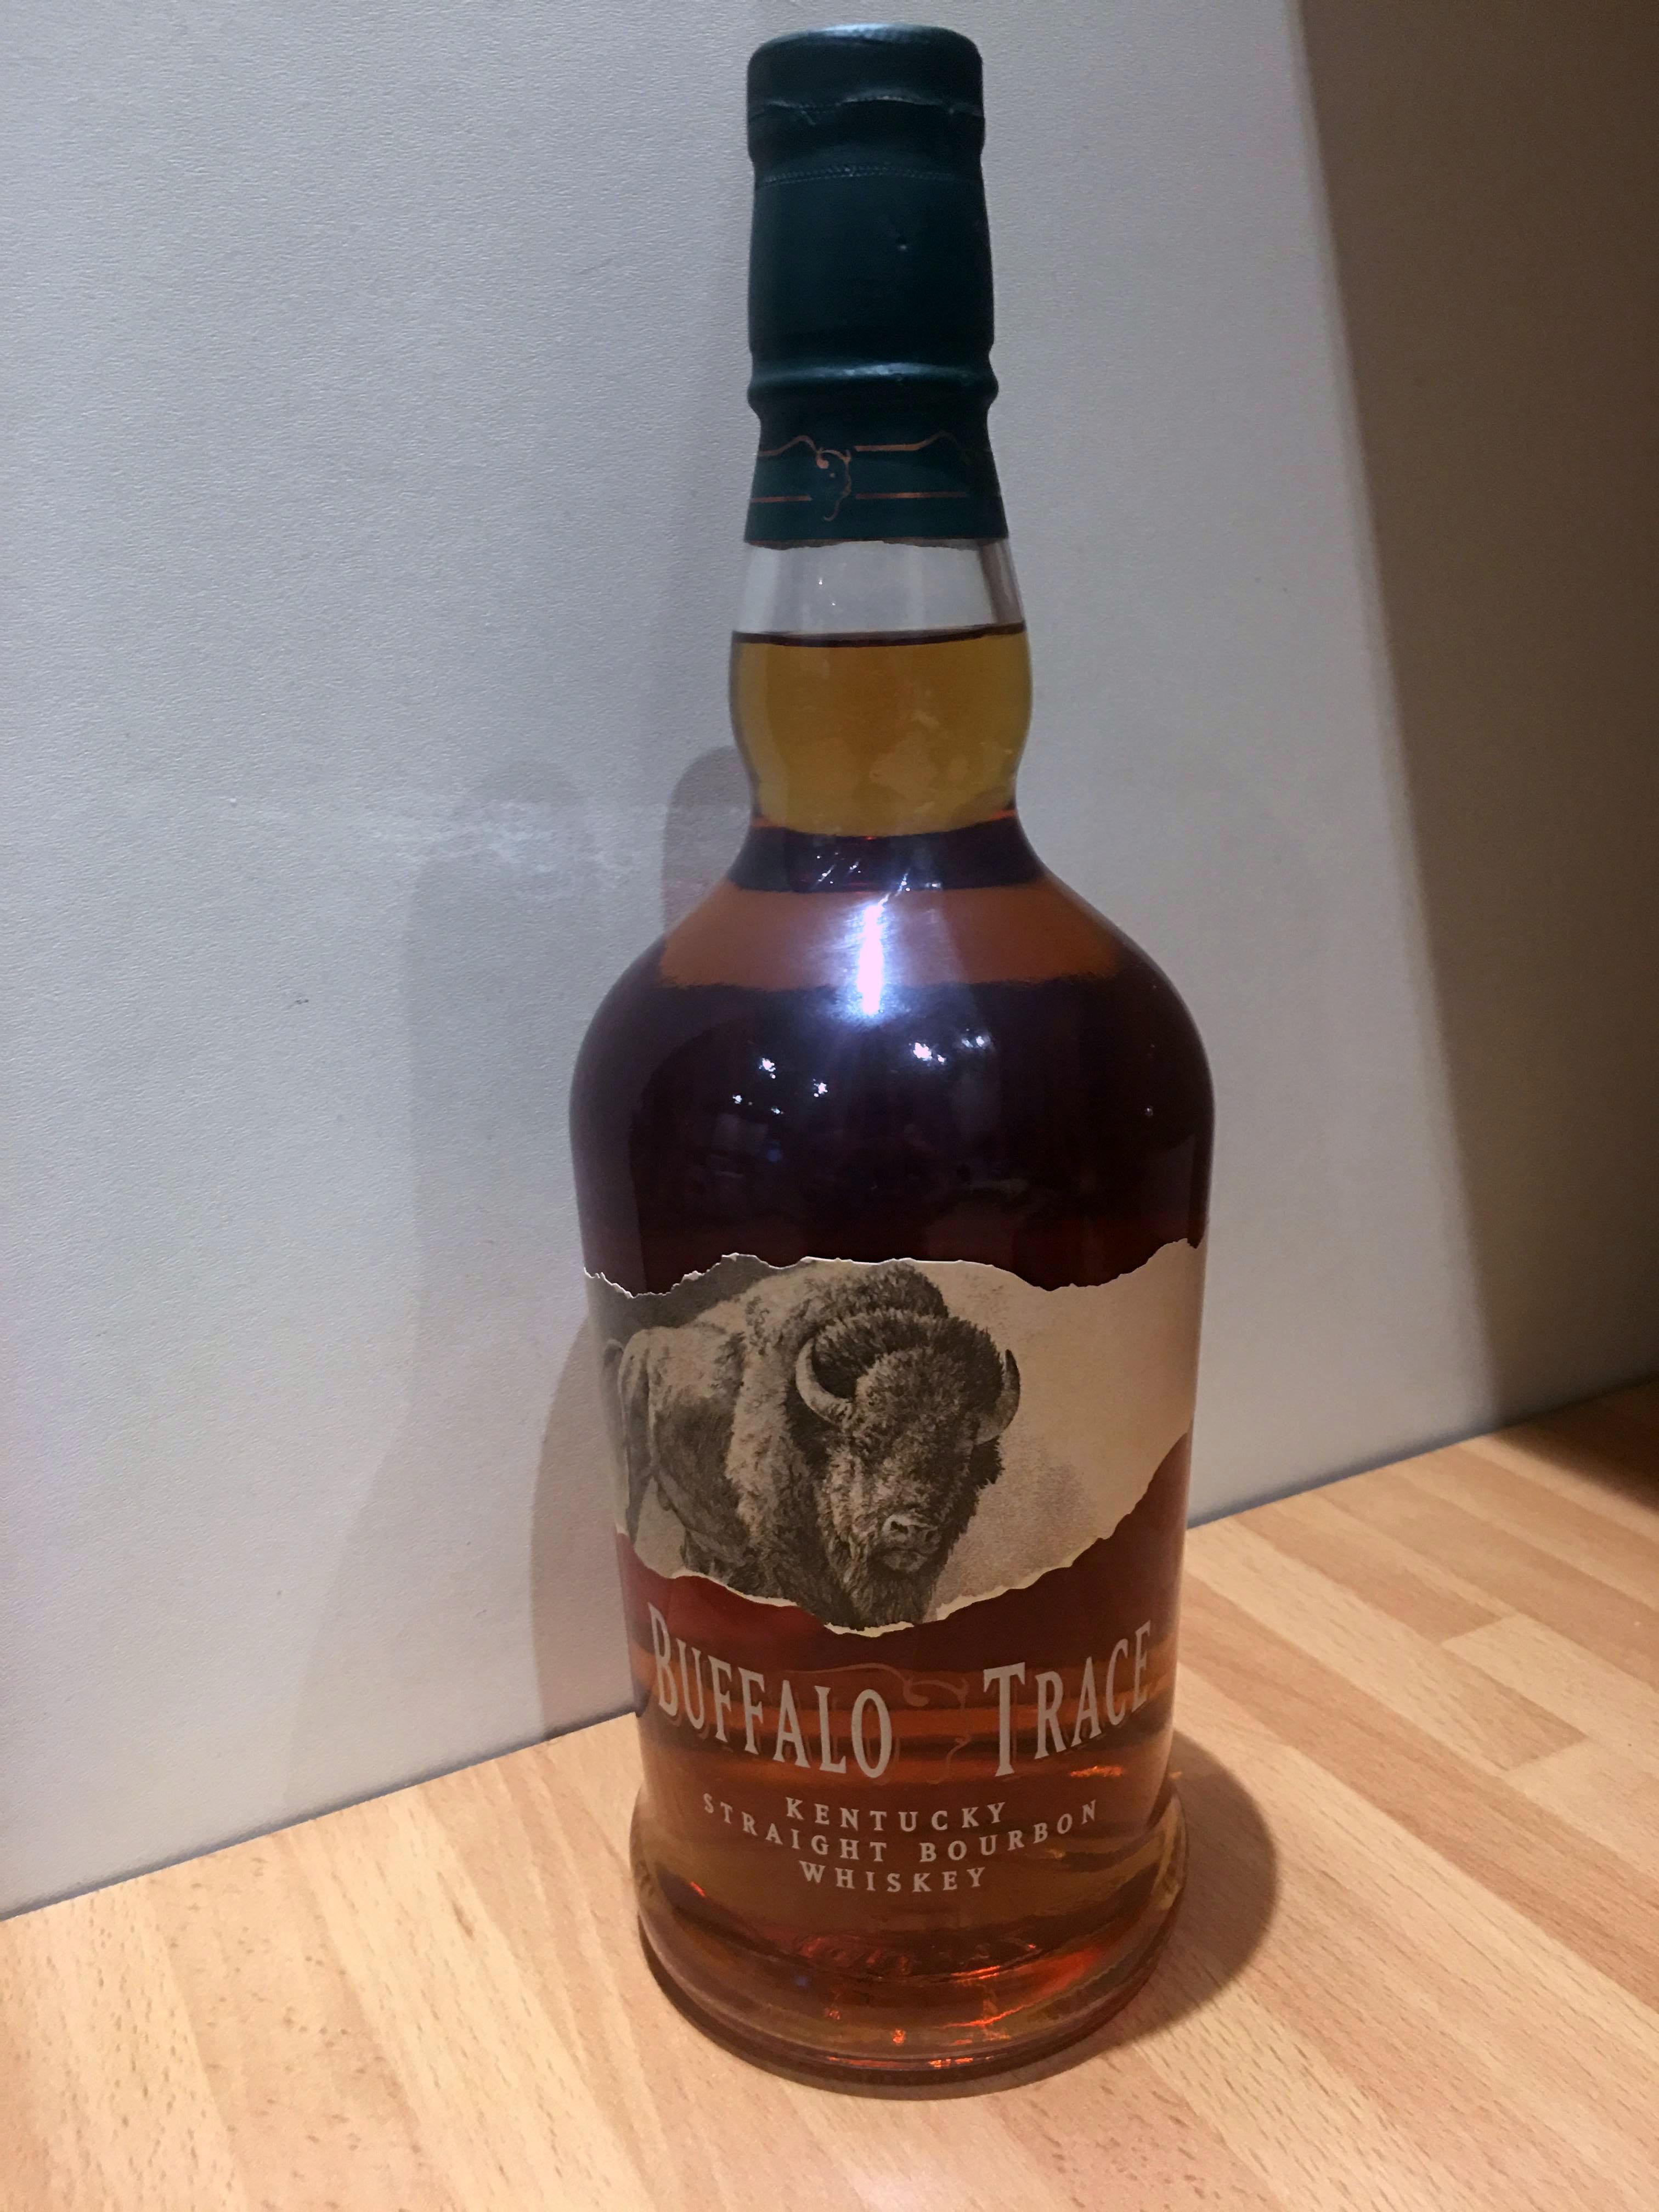 BUFFALO TRACE
KENTUCKY
STRAIGHT BOURBON
WHISKEY